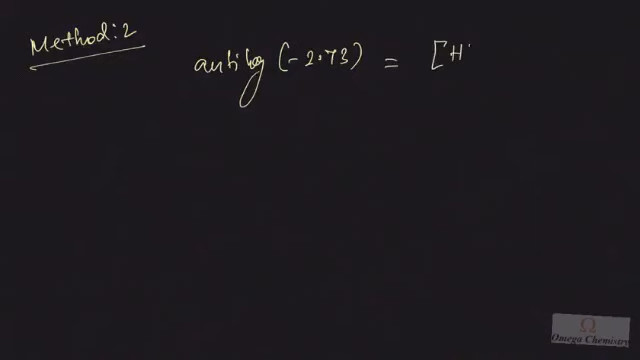 Method:2
antilog (-2.73) = [H
Ω
Omega Chemistry